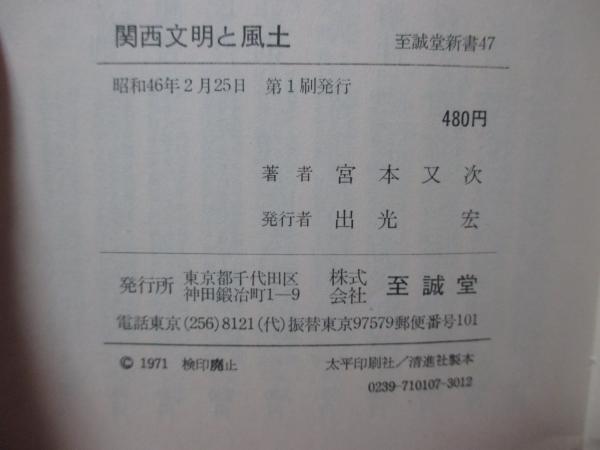 関西文明と風土 至誠堂新書47
昭和46年2月25日 第1刷発行
480円
著者 宮本又次
発行者 出光 宏
発行所 東京都千代田区神田鍛冶町1—9 株式会社 至誠堂
電話東京(256)8121(代)振替東京97579郵便番号101
© 1971 検印廃止 太平印刷社／清進社製本
0239-710107-3012